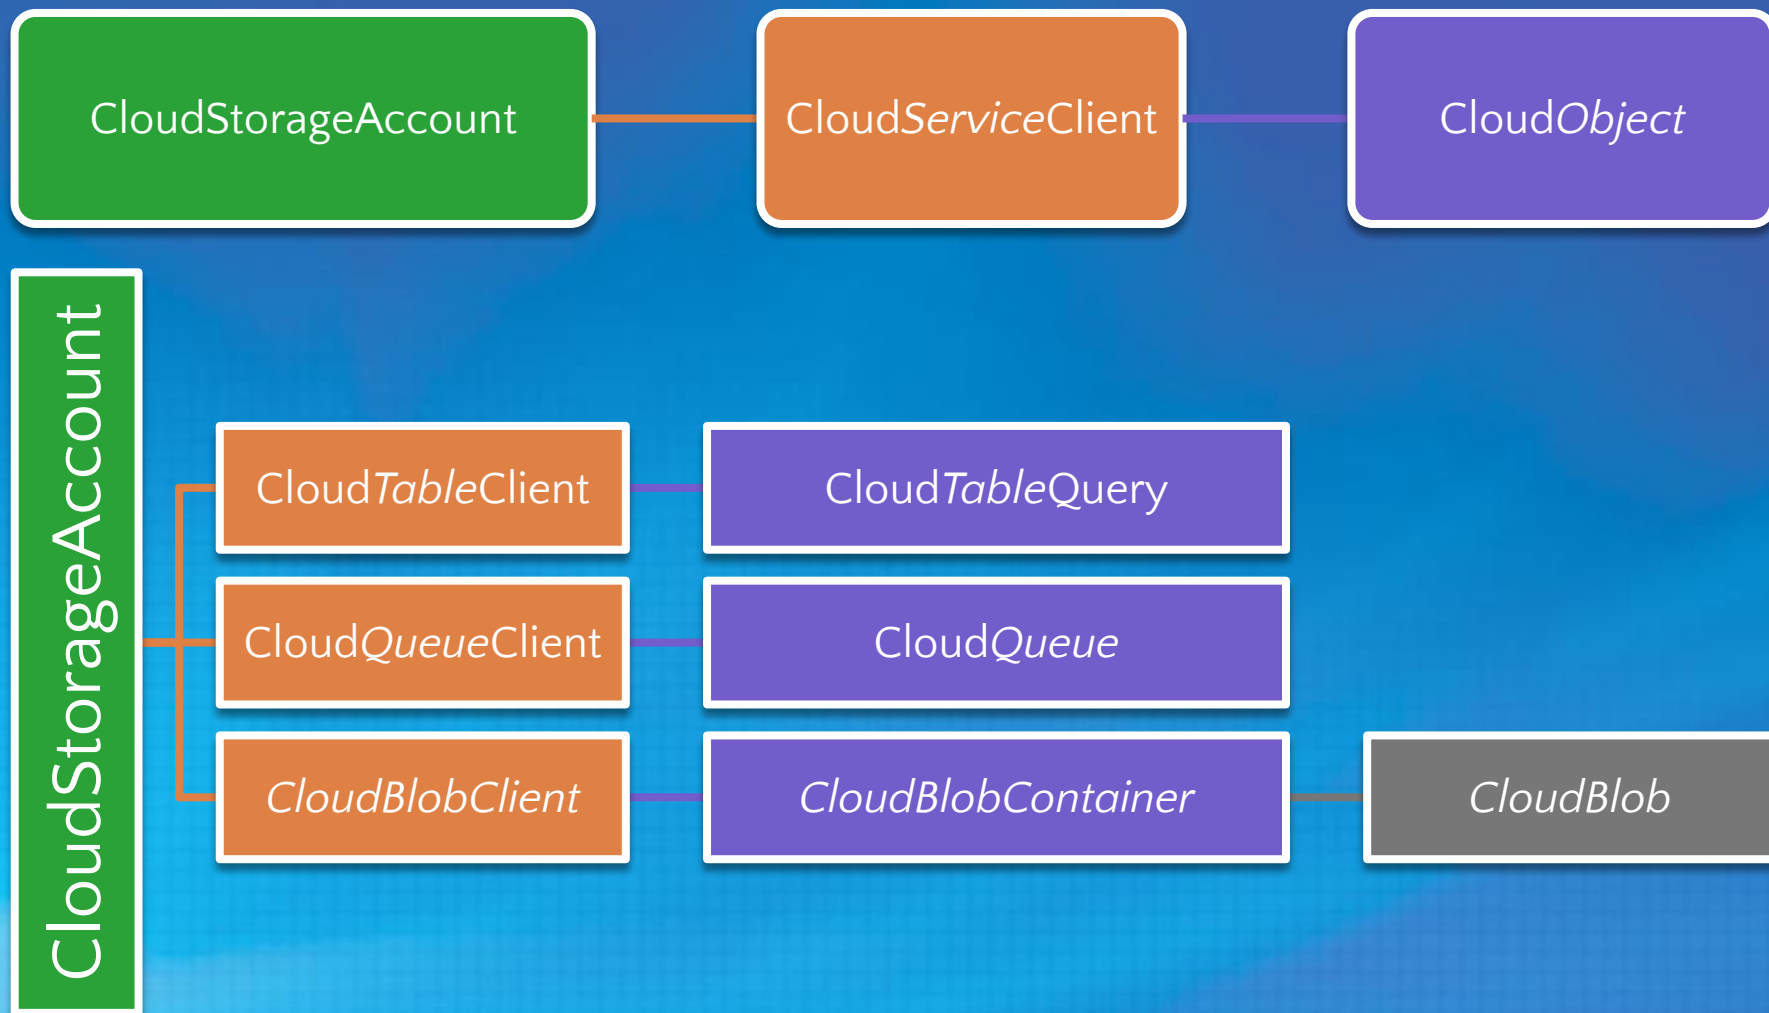 CloudStorageAccount
CloudServiceClient
CloudObject
CloudStorageAccount
CloudTableClient
CloudTableQuery
CloudQueueClient
CloudQueue
CloudBlobClient
CloudBlobContainer
CloudBlob